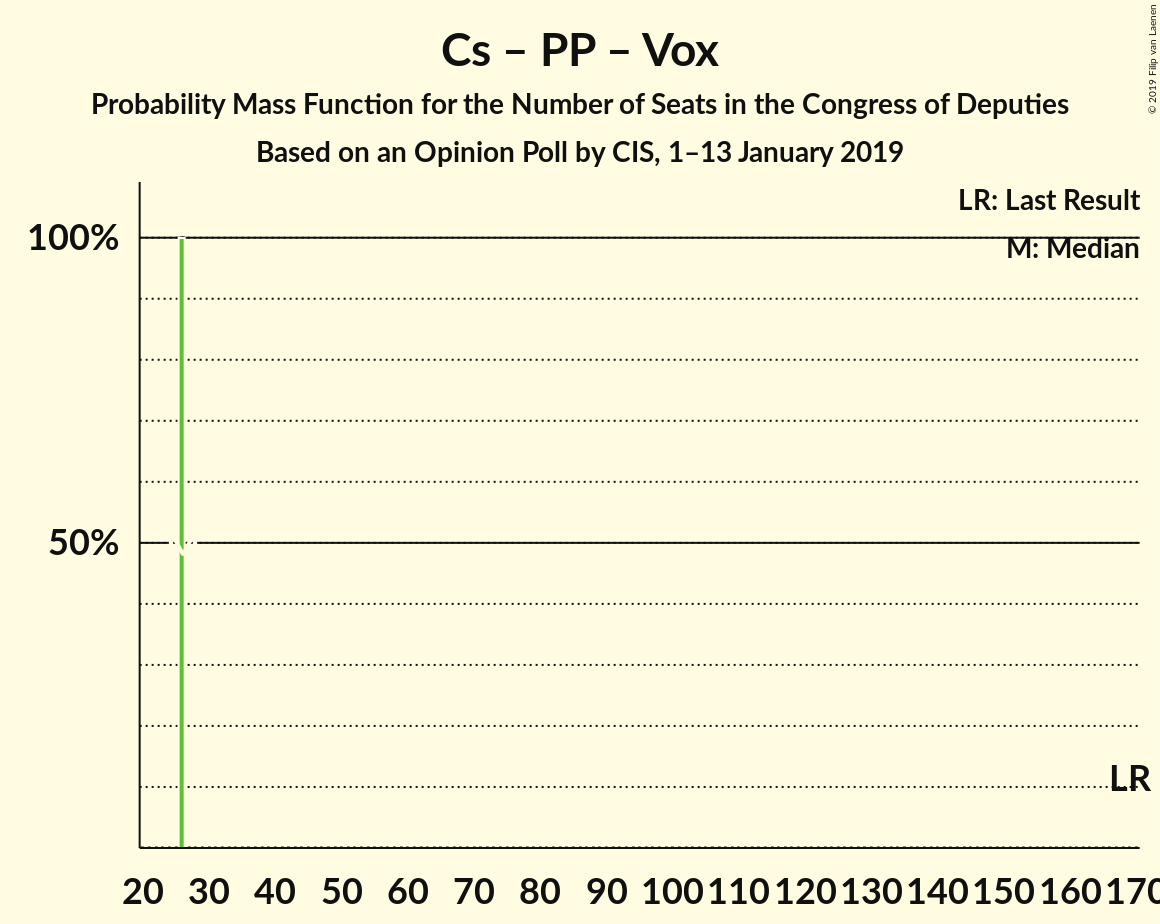 Cs – PP – Vox
Probability Mass Function for the Number of Seats in the Congress of Deputies
Based on an Opinion Poll by CIS, 1–13 January 2019
© 2019 Filip van Laenen
LR: Last Result
M: Median
100%
50%
M
LR
20 30 40 50 60 70 80 90 100 110 120 130 140 150 160 170